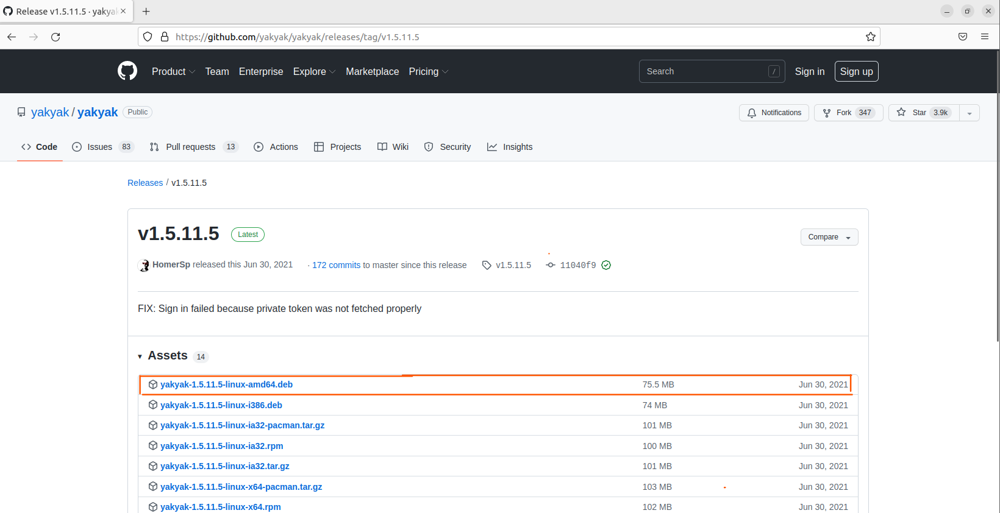 Release v1.5.11.5 · yakyak
https://github.com/yakyak/yakyak/releases/tag/v1.5.11.5
Product Team Enterprise Explore Marketplace Pricing Search / Sign in Sign up
yakyak / yakyak Public Notifications Fork 347 Star 3.9k
Code Issues 83 Pull requests 13 Actions Projects Wiki Security Insights
Releases / v1.5.11.5
v1.5.11.5 Latest Compare
HomerSp released this Jun 30, 2021 · 172 commits to master since this release v1.5.11.5 11040f9
FIX: Sign in failed because private token was not fetched properly
Assets 14
yakyak-1.5.11.5-linux-amd64.deb 75.5 MB Jun 30, 2021
yakyak-1.5.11.5-linux-i386.deb 74 MB Jun 30, 2021
yakyak-1.5.11.5-linux-ia32-pacman.tar.gz 101 MB Jun 30, 2021
yakyak-1.5.11.5-linux-ia32.rpm 100 MB Jun 30, 2021
yakyak-1.5.11.5-linux-ia32.tar.gz 101 MB Jun 30, 2021
yakyak-1.5.11.5-linux-x64-pacman.tar.gz 103 MB Jun 30, 2021
yakyak-1.5.11.5-linux-x64.rpm 102 MB Jun 30, 2021